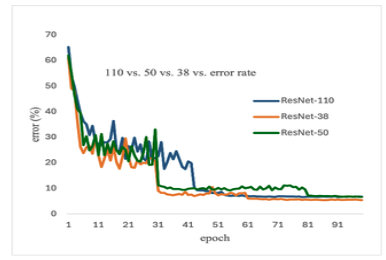 70
60
110 vs. 50 vs. 38 vs. error rate
50
ResNet-110
40
ResNet-38
ResNet-50
30
20
10
0
error (%)
1 11 21 31 41 51 61 71 81 91
epoch